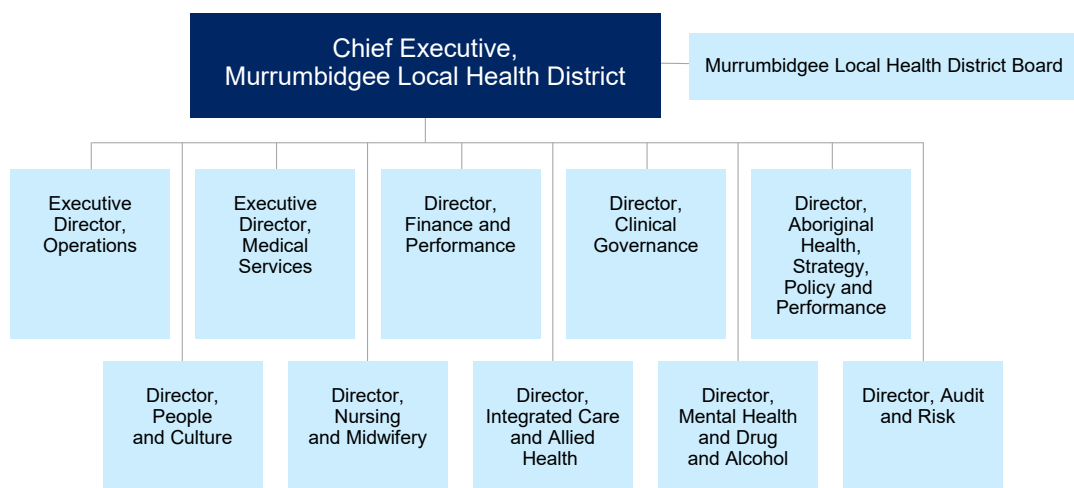 Chief Executive,
Murrumbidgee Local Health District
Murrumbidgee Local Health District Board
Executive
Director,
Operations
Executive
Director,
Medical
Services
Director,
Finance and
Performance
Director,
Clinical
Governance
Director,
Aboriginal
Health,
Strategy,
Policy and
Performance
Director,
People
and Culture
Director,
Nursing
and Midwifery
Director,
Integrated Care
and Allied
Health
Director,
Mental Health
and Drug
and Alcohol
Director, Audit
and Risk